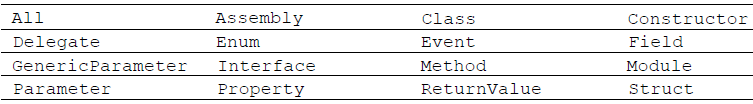 All Assembly Class Constructor
Delegate Enum Event Field
GenericParameter Interface Method Module
Parameter Property ReturnValue Struct